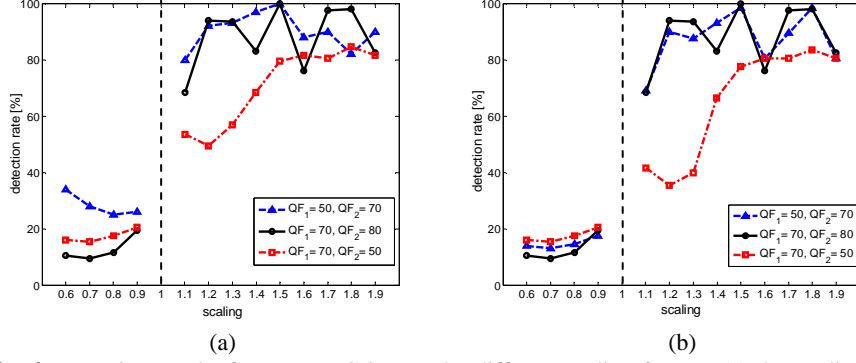 100
80
60
40
20
0
detection rate [%]
0.6 0.7 0.8 0.9 1 1.1 1.2 1.3 1.4 1.5 1.6 1.7 1.8 1.9
scaling
QF1= 50, QF2= 70
QF1= 70, QF2= 80
QF1= 70, QF2= 50
(a)
100
80
60
40
20
0
detection rate [%]
0.6 0.7 0.8 0.9 1 1.1 1.2 1.3 1.4 1.5 1.6 1.7 1.8 1.9
scaling
QF1= 50, QF2= 70
QF1= 70, QF2= 80
QF1= 70, QF2= 50
(b)